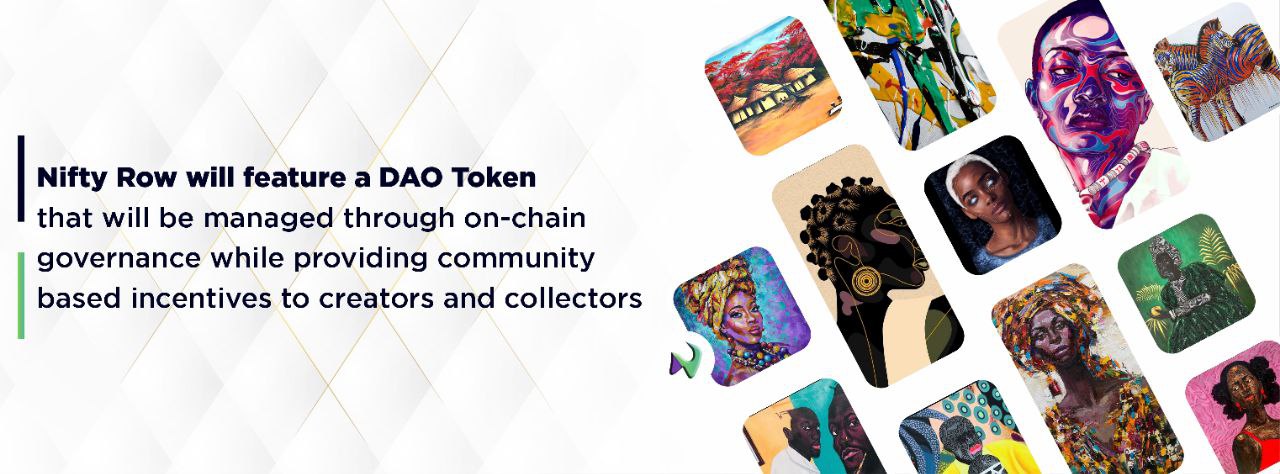 Nifty Row will feature a DAO Token
that will be managed through on-chain
governance while providing community
based incentives to creators and collectors